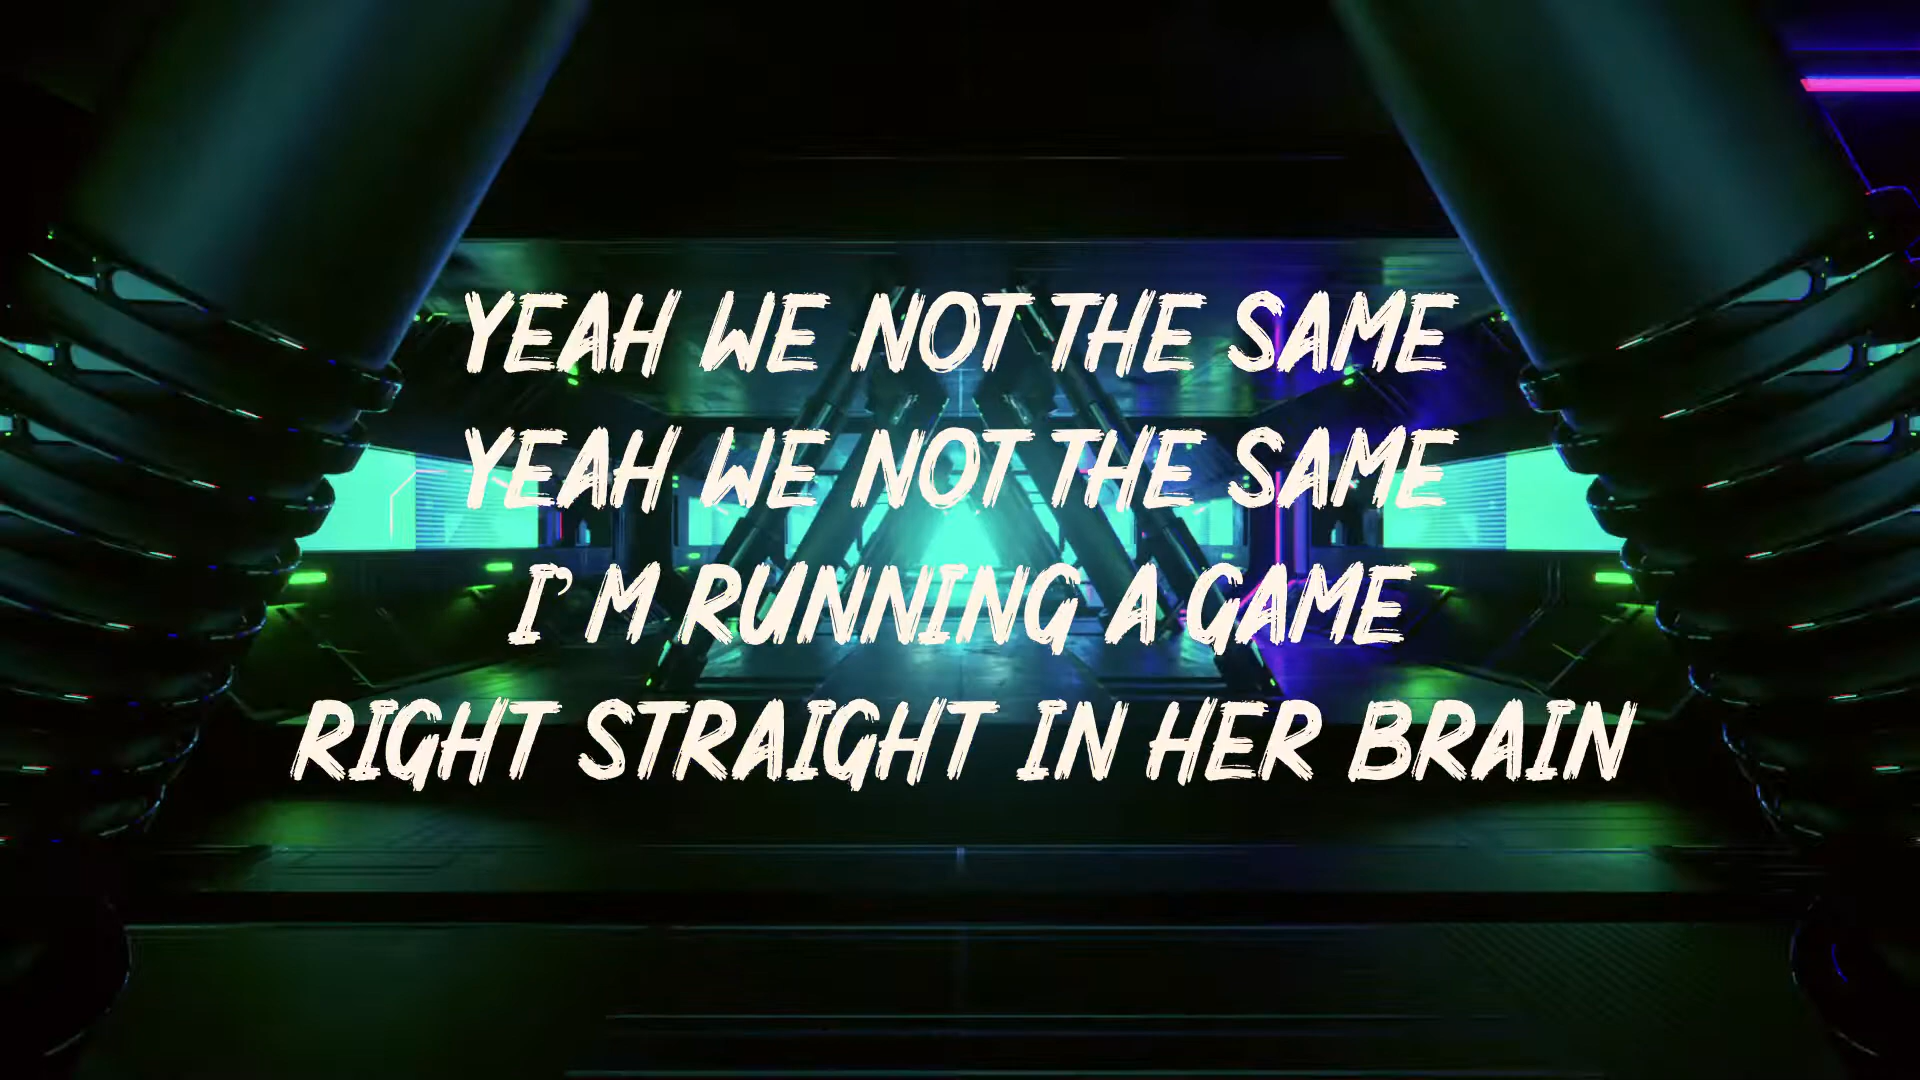 YEAH WE NOT THE SAME
YEAH WE NOT THE SAME
I'M RUNNING A GAME
RIGHT STRAIGHT IN HER BRAIN